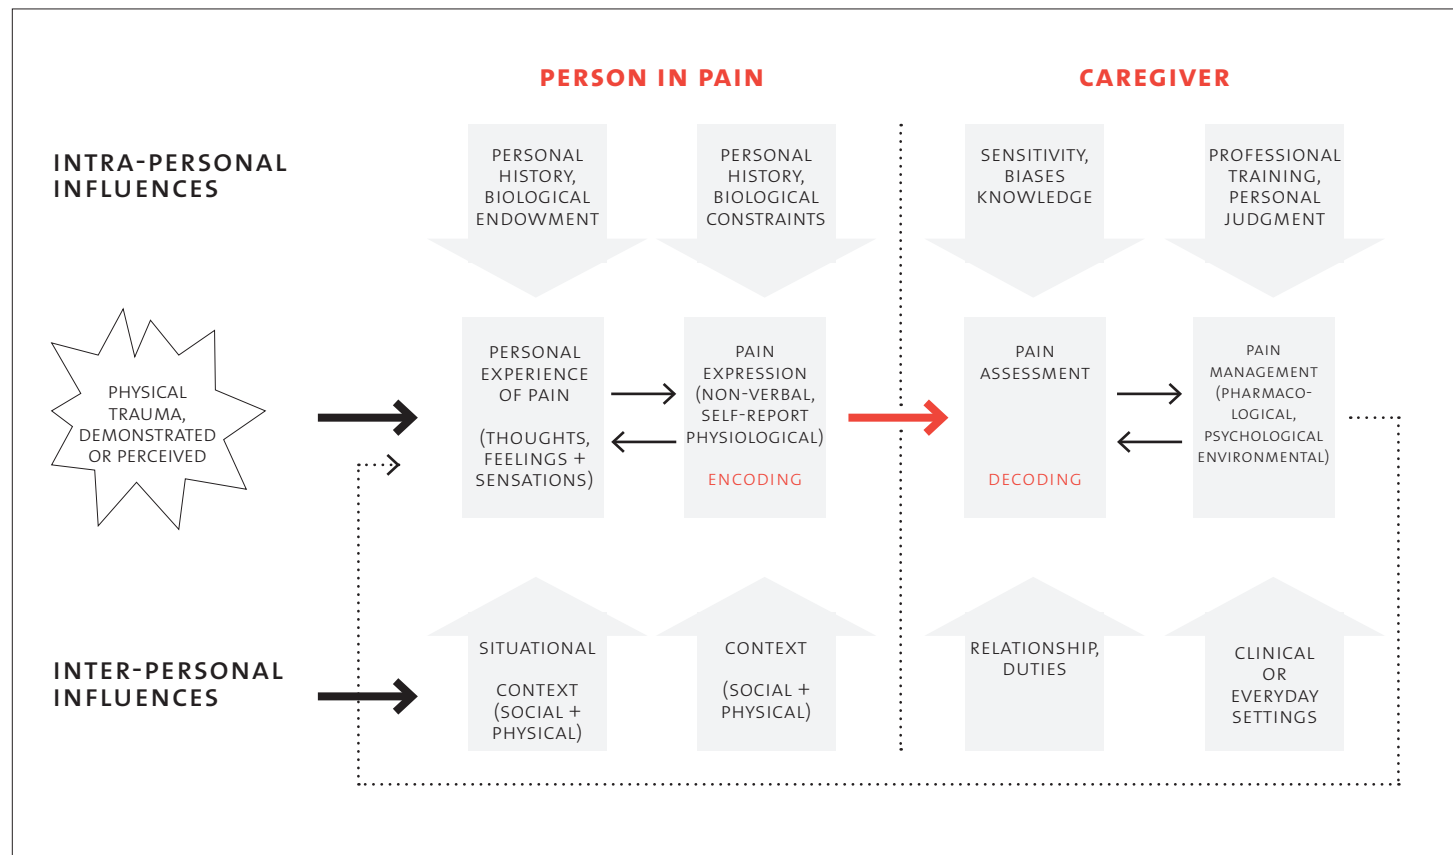 PERSON IN PAIN
CAREGIVER
INTRA-PERSONAL
INFLUENCES
PERSONAL
HISTORY,
BIOLOGICAL
ENDOWMENT
PERSONAL
HISTORY,
BIOLOGICAL
CONSTRAINTS
SENSITIVITY,
BIASES
KNOWLEDGE
PROFESSIONAL
TRAINING,
PERSONAL
JUDGMENT
PHYSICAL
TRAUMA,
DEMONSTRATED
OR PERCEIVED
PERSONAL
EXPERIENCE
OF PAIN
(THOUGHTS,
FEELINGS +
SENSATIONS)
PAIN
EXPRESSION
(NON-VERBAL,
SELF-REPORT
PHYSIOLOGICAL)
ENCODING
PAIN
ASSESSMENT
DECODING
PAIN
MANAGEMENT
(PHARMACO-
LOGICAL,
PSYCHOLOGICAL
ENVIRONMENTAL)
INTER-PERSONAL
INFLUENCES
SITUATIONAL
CONTEXT
(SOCIAL +
PHYSICAL)
CONTEXT
(SOCIAL +
PHYSICAL)
RELATIONSHIP,
DUTIES
CLINICAL
OR
EVERYDAY
SETTINGS